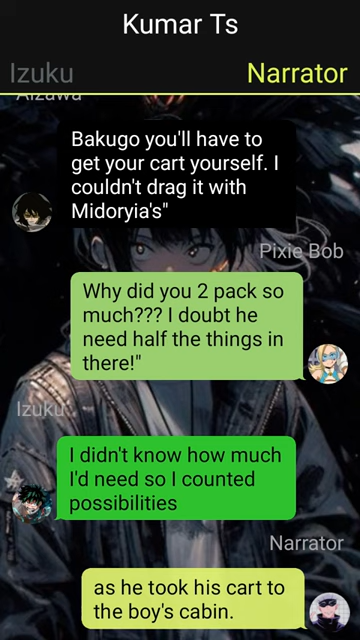 Kumar Ts
Izuku
Narrator
Aizawa
Bakugo you'll have to
get your cart yourself. I
couldn't drag it with
Midoryia's"
Pixie Bob
Why did you 2 pack so
much??? I doubt he
need half the things in
there!"
Izuku
I didn't know how much
I'd need so I counted
possibilities
Narrator
as he took his cart to
the boy's cabin.